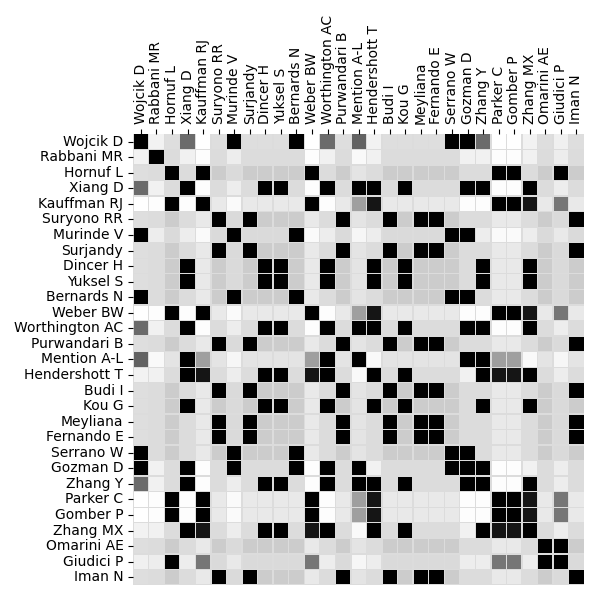 Wojcik D
Rabbani MR
Hornuf L
Xiang D
Kauffman RJ
Suryono RR
Murinde V
Surjandy
Dincer H
Yuksel S
Bernards N
Weber BW
Worthington AC
Purwandari B
Mention A-L
Hendershott T
Budi I
Kou G
Meyliana
Fernando E
Serrano W
Gozman D
Zhang Y
Parker C
Gomber P
Zhang MX
Omarini AE
Giudici P
Iman N
Wojcik D
Rabbani MR
Hornuf L
Xiang D
Kauffman RJ
Suryono RR
Murinde V
Surjandy
Dincer H
Yuksel S
Bernards N
Weber BW
Worthington AC
Purwandari B
Mention A-L
Hendershott T
Budi I
Kou G
Meyliana
Fernando E
Serrano W
Gozman D
Zhang Y
Parker C
Gomber P
Zhang MX
Omarini AE
Giudici P
Iman N